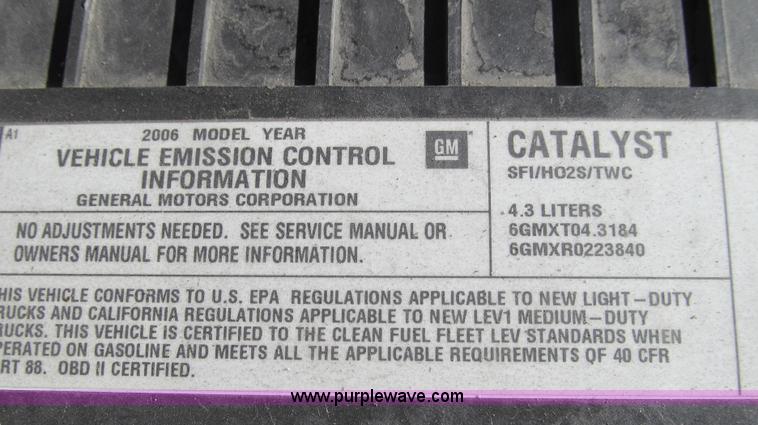 A1
2006 MODEL YEAR
VEHICLE EMISSION CONTROL
INFORMATION
GENERAL MOTORS CORPORATION
GM
NO ADJUSTMENTS NEEDED. SEE SERVICE MANUAL OR
OWNERS MANUAL FOR MORE INFORMATION.
CATALYST
SFI/HO2S/TWC
4.3 LITERS
6GMXT04.3184
6GMXR0223840
HIS VEHICLE CONFORMS TO U.S. EPA REGULATIONS APPLICABLE TO NEW LIGHT-DUTY
RUCKS AND CALIFORNIA REGULATIONS APPLICABLE TO NEW LEV1 MEDIUM-DUTY
RUCKS. THIS VEHICLE IS CERTIFIED TO THE CLEAN FUEL FLEET LEV STANDARDS WHEN
PERATED ON GASOLINE AND MEETS ALL THE APPLICABLE REQUIREMENTS OF 40 CFR
RT 88. OBD II CERTIFIED.
www.purplewave.com